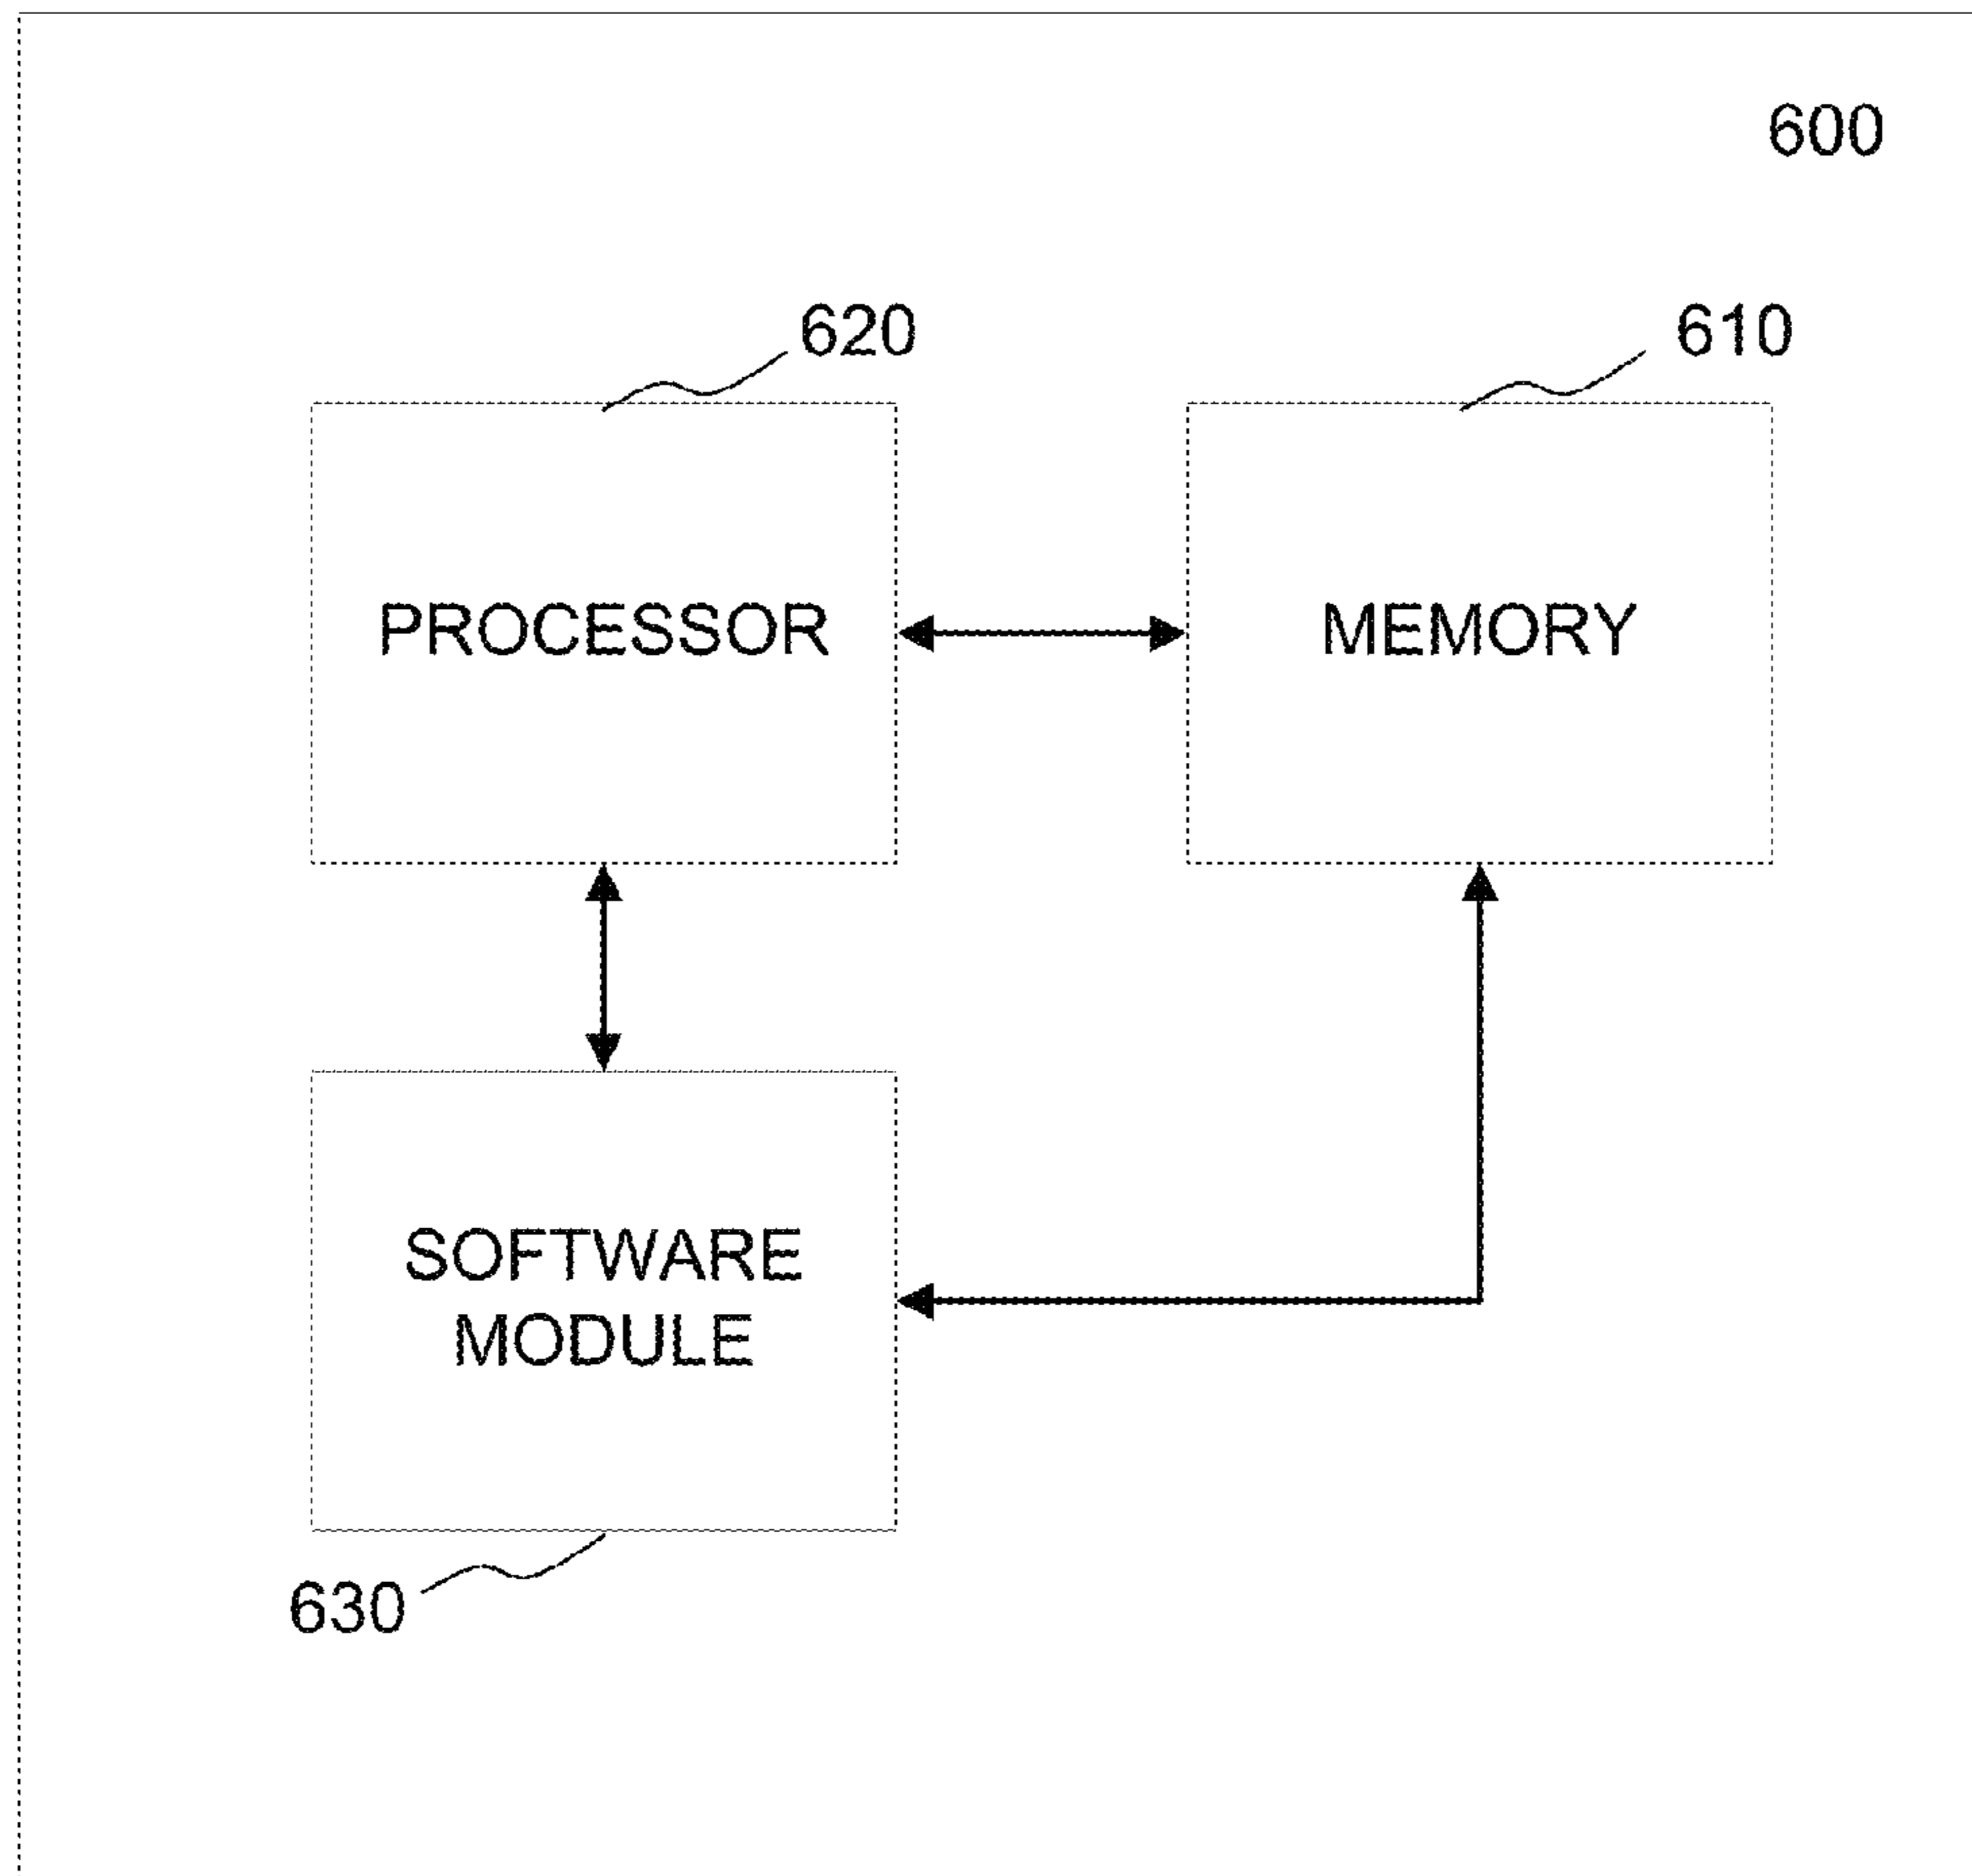 600
620
610
PROCESSOR
MEMORY
SOFTWARE
MODULE
630